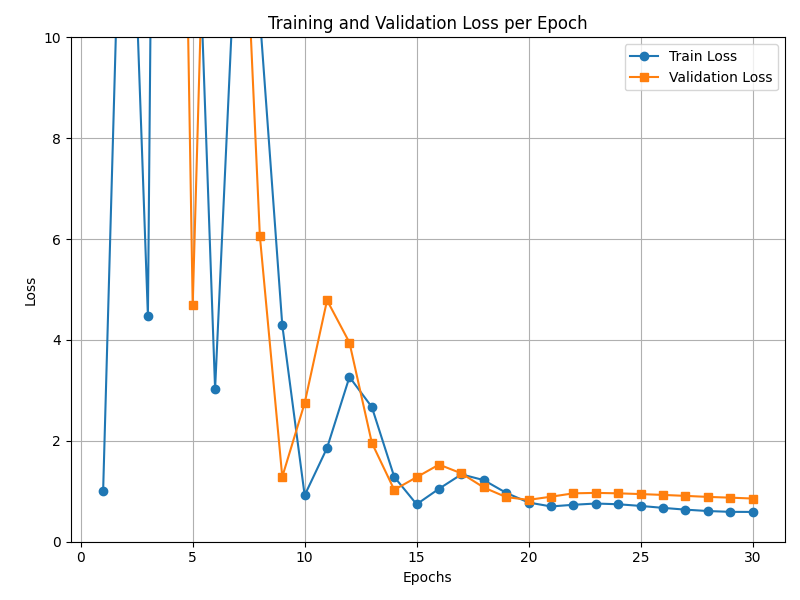 Training and Validation Loss per Epoch
Train Loss
Validation Loss
Loss
10
8
6
4
2
0
0 5 10 15 20 25 30
Epochs